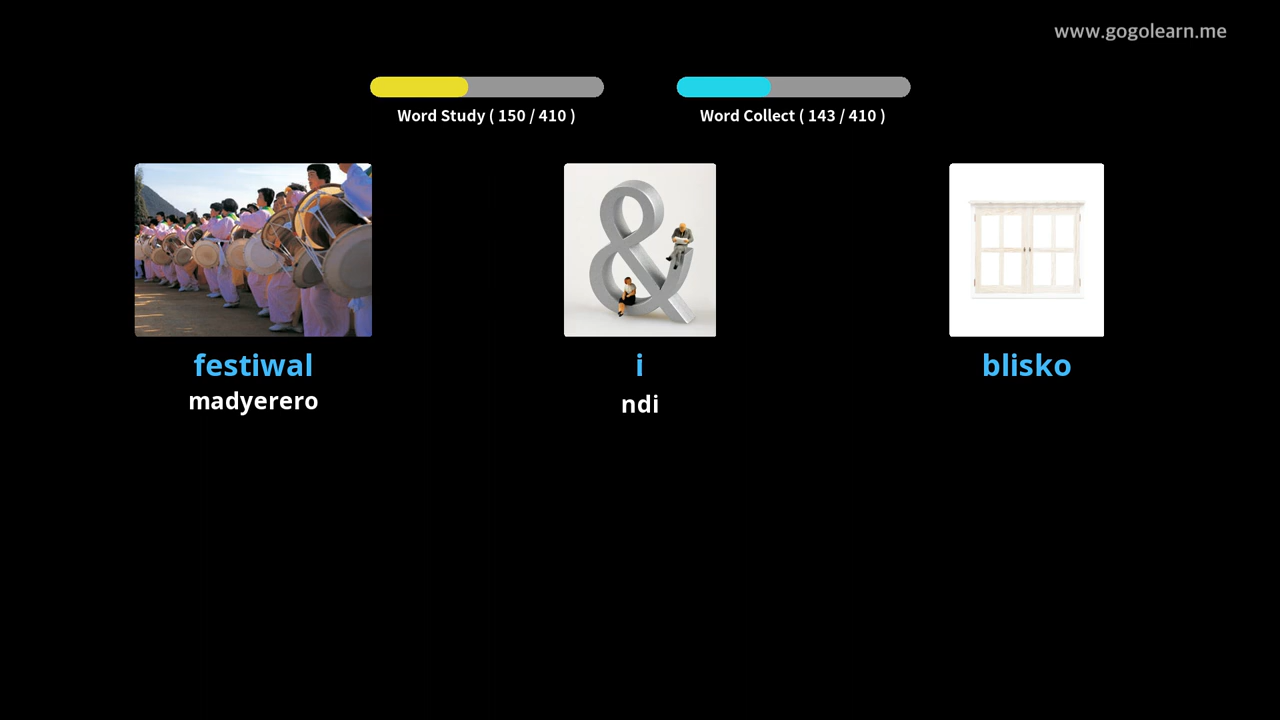 www.gogolearn.me
Word Study ( 150 / 410 )
Word Collect ( 143 / 410 )
festiwal
madyerero
i
ndi
blisko